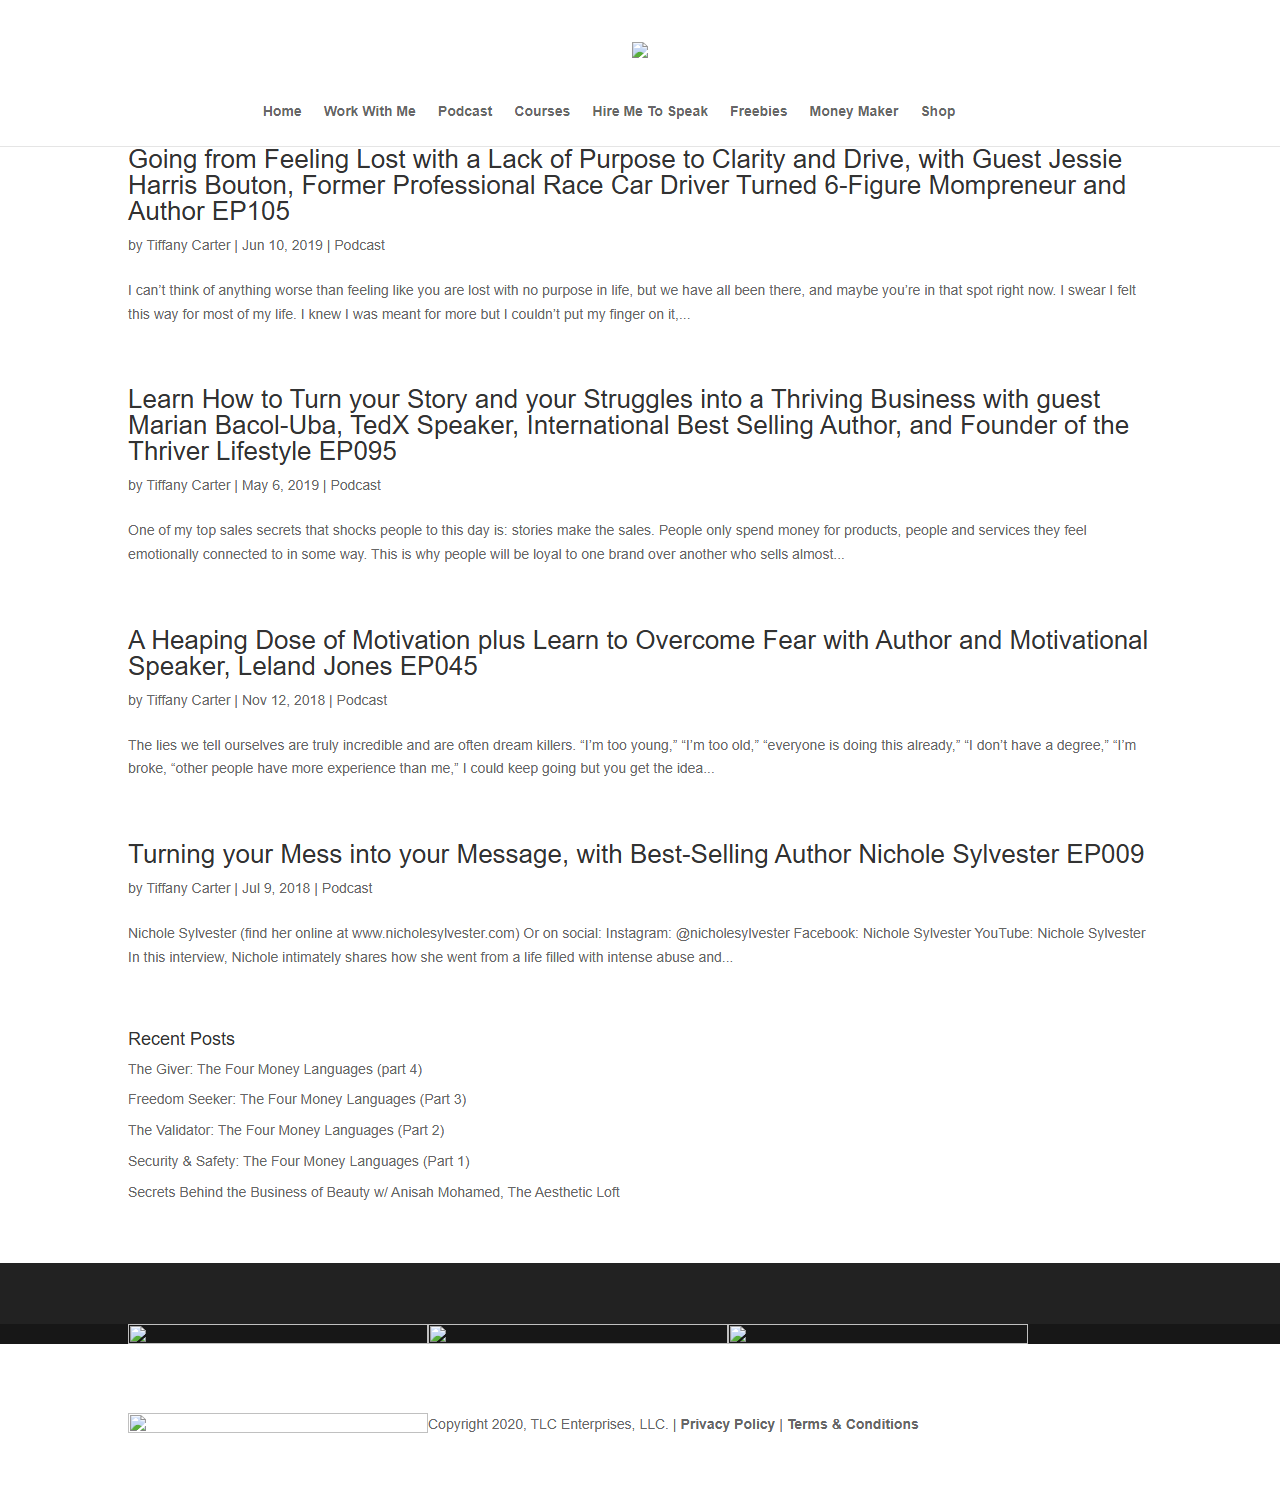 Home Work With Me Podcast Courses Hire Me To Speak Freebies Money Maker Shop
Going from Feeling Lost with a Lack of Purpose to Clarity and Drive, with Guest Jessie
Harris Bouton, Former Professional Race Car Driver Turned 6-Figure Mompreneur and
Author EP105
by Tiffany Carter | Jun 10, 2019 | Podcast
I can’t think of anything worse than feeling like you are lost with no purpose in life, but we have all been there, and maybe you’re in that spot right now. I swear I felt
this way for most of my life. I knew I was meant for more but I couldn’t put my finger on it,...
Learn How to Turn your Story and your Struggles into a Thriving Business with guest
Marian Bacol-Uba, TedX Speaker, International Best Selling Author, and Founder of the
Thriver Lifestyle EP095
by Tiffany Carter | May 6, 2019 | Podcast
One of my top sales secrets that shocks people to this day is: stories make the sales. People only spend money for products, people and services they feel
emotionally connected to in some way. This is why people will be loyal to one brand over another who sells almost...
A Heaping Dose of Motivation plus Learn to Overcome Fear with Author and Motivational
Speaker, Leland Jones EP045
by Tiffany Carter | Nov 12, 2018 | Podcast
The lies we tell ourselves are truly incredible and are often dream killers. “I’m too young,” “I’m too old,” “everyone is doing this already,” “I don’t have a degree,” “I’m
broke, “other people have more experience than me,” I could keep going but you get the idea...
Turning your Mess into your Message, with Best-Selling Author Nichole Sylvester EP009
by Tiffany Carter | Jul 9, 2018 | Podcast
Nichole Sylvester (find her online at www.nicholesylvester.com) Or on social: Instagram: @nicholesylvester Facebook: Nichole Sylvester YouTube: Nichole Sylvester
In this interview, Nichole intimately shares how she went from a life filled with intense abuse and...
Recent Posts
The Giver: The Four Money Languages (part 4)
Freedom Seeker: The Four Money Languages (Part 3)
The Validator: The Four Money Languages (Part 2)
Security & Safety: The Four Money Languages (Part 1)
Secrets Behind the Business of Beauty w/ Anisah Mohamed, The Aesthetic Loft
Copyright 2020, TLC Enterprises, LLC. | Privacy Policy | Terms & Conditions